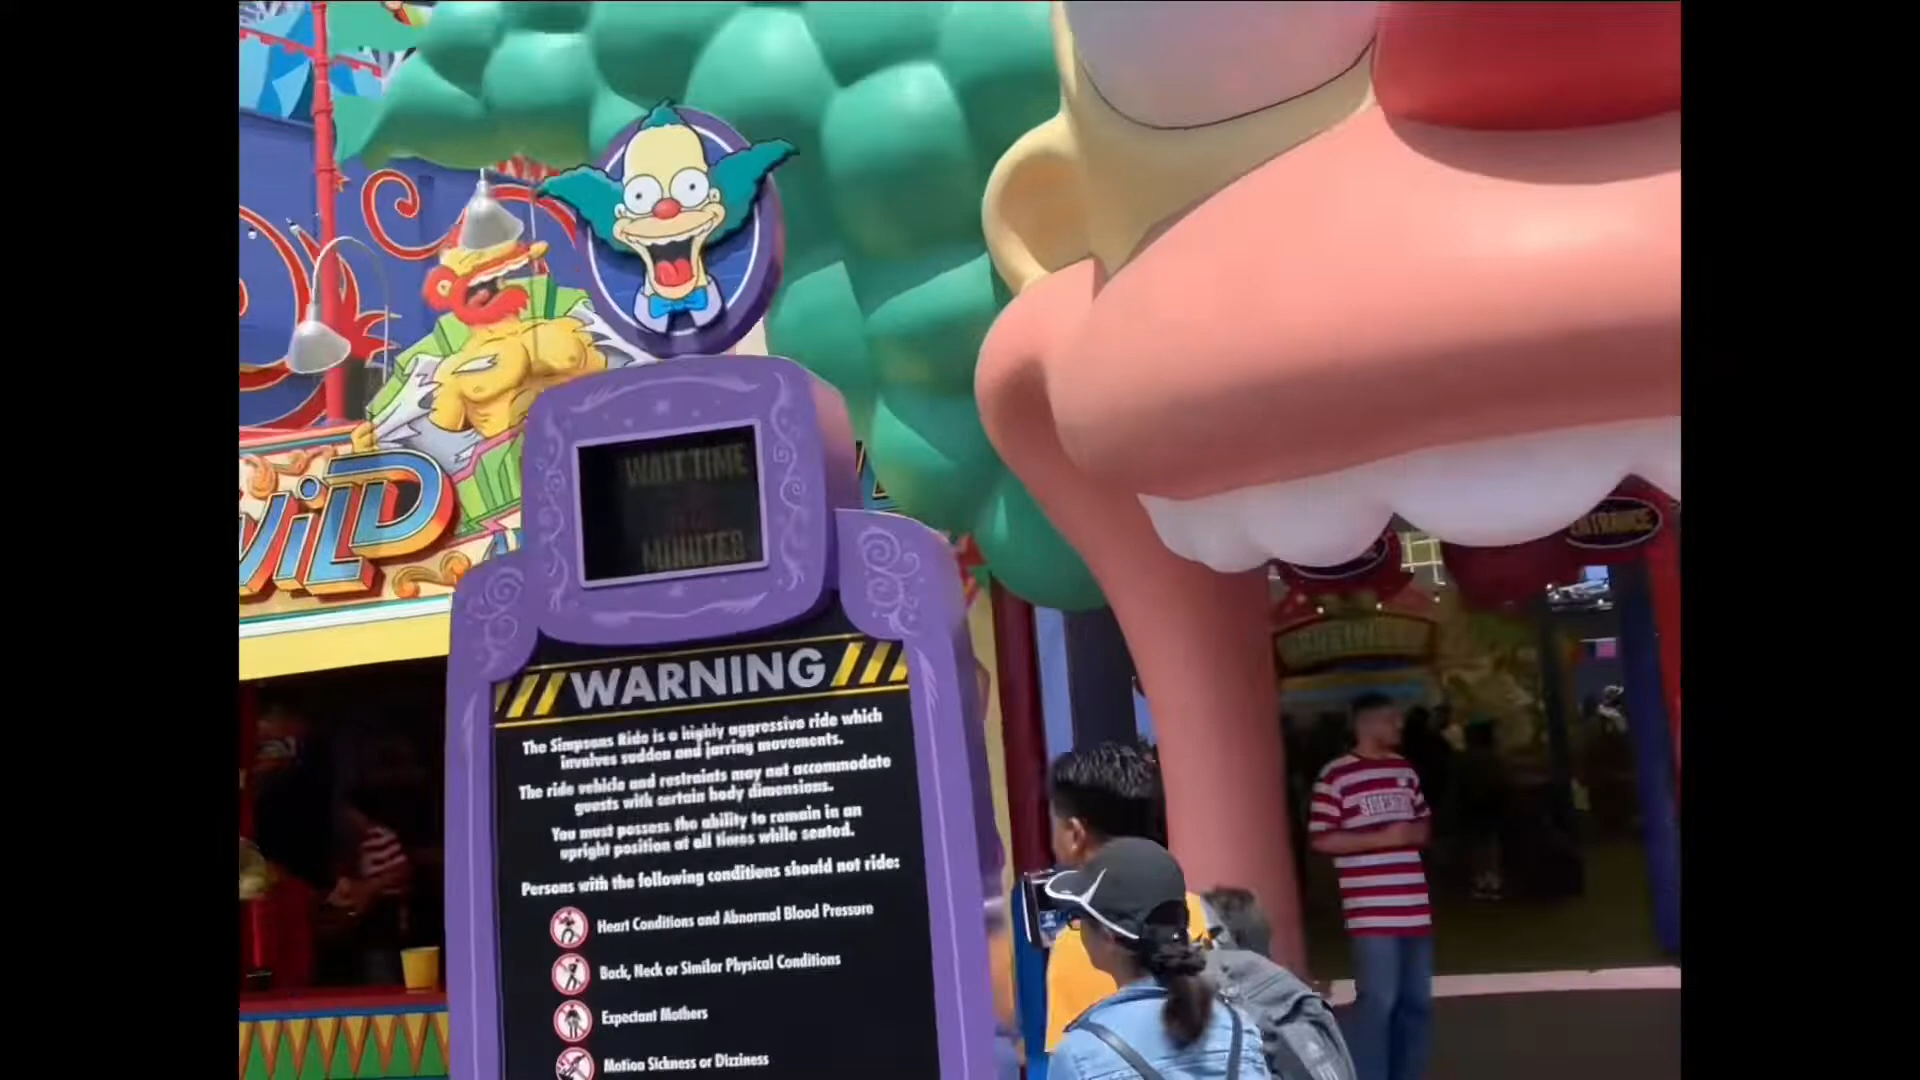 WILD
WAIT TIME
MINUTES
WARNING
The Simpsons Ride is a highly aggressive ride which
involves sudden and jarring movements.
The ride vehicle and restraints may not accommodate
guests with certain body dimensions.
You must possess the ability to remain in an
upright position at all times while seated.
Persons with the following conditions should not ride:
Heart Conditions and Abnormal Blood Pressure
Back, Neck or Similar Physical Conditions
Expectant Mothers
Motion Sickness or Dizziness
ENTRANCE